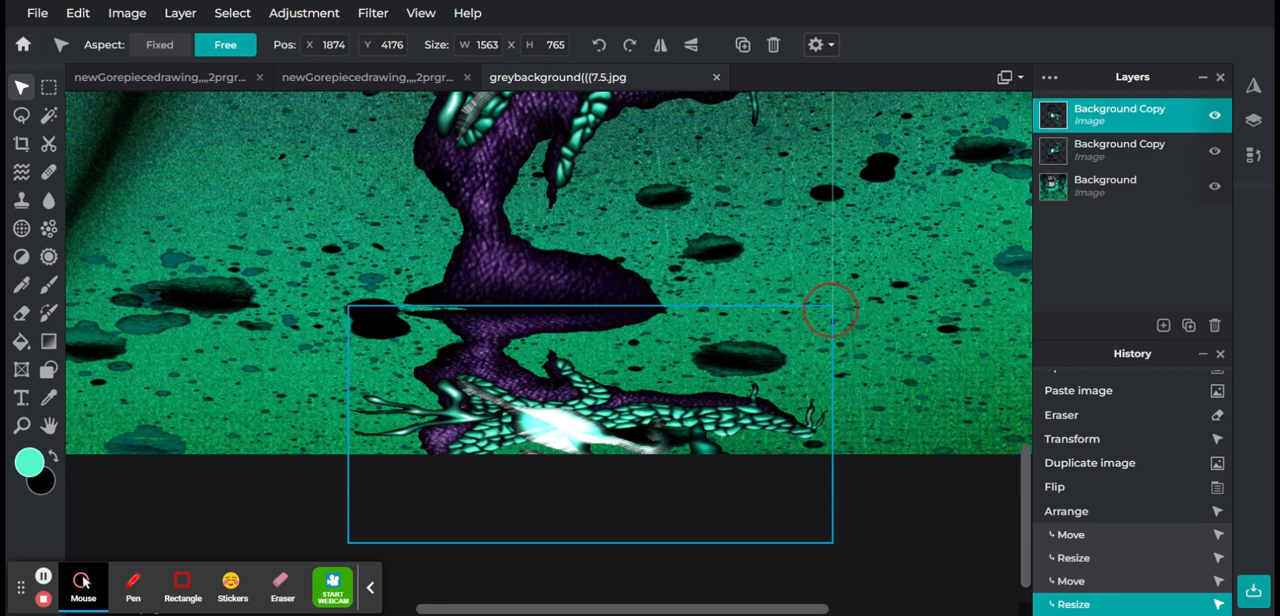 File Edit Image Layer Select Adjustment Filter View Help
Aspect: Fixed Free Pos: X 1874 Y 4176 Size: W 1563 X H 765
newGorepiecedrawing,,,,2prgr... newGorepiecedrawing,,,,2prgr... greybackground(((7.5.jpg
Layers
Background Copy
Image
Background Copy
Image
Background
Image
History
Paste image
Eraser
Transform
Duplicate image
Flip
Arrange
Move
Resize
Move
Resize
T
Mouse Pen Rectangle Stickers Eraser START
WEBCAM